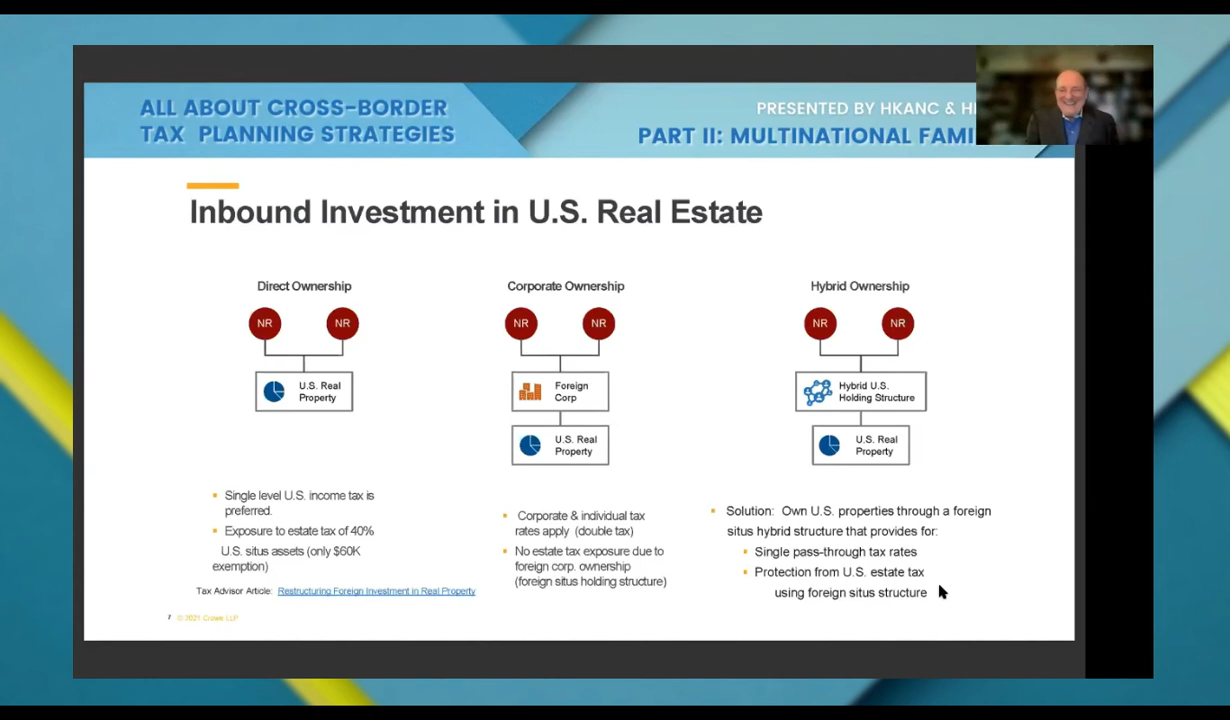 ALL ABOUT CROSS-BORDER
TAX PLANNING STRATEGIES
PRESENTED BY HKANC &
PART II: MULTINATIONAL
Inbound Investment in U.S. Real Estate
Direct Ownership
NR NR
U.S. Real
Property
Single level U.S. income tax is
preferred.
Exposure to estate tax of 40%
U.S. situs assets (only $60K
exemption)
Tax Advisor Article: Restructuring Foreign Investment in Real Property
Corporate Ownership
NR NR
Foreign
Corp
U.S. Real
Property
Corporate & individual tax
rates apply (double tax)
No estate tax exposure due to
foreign corp. ownership
(foreign situs holding structure)
Hybrid Ownership
NR NR
Hybrid U.S.
Holding Structure
U.S. Real
Property
Solution: Own U.S. properties through a foreign
situs hybrid structure that provides for:
Single pass-through tax rates
Protection from U.S. estate tax
using foreign situs structure
7 © 2021 Crowe LLP